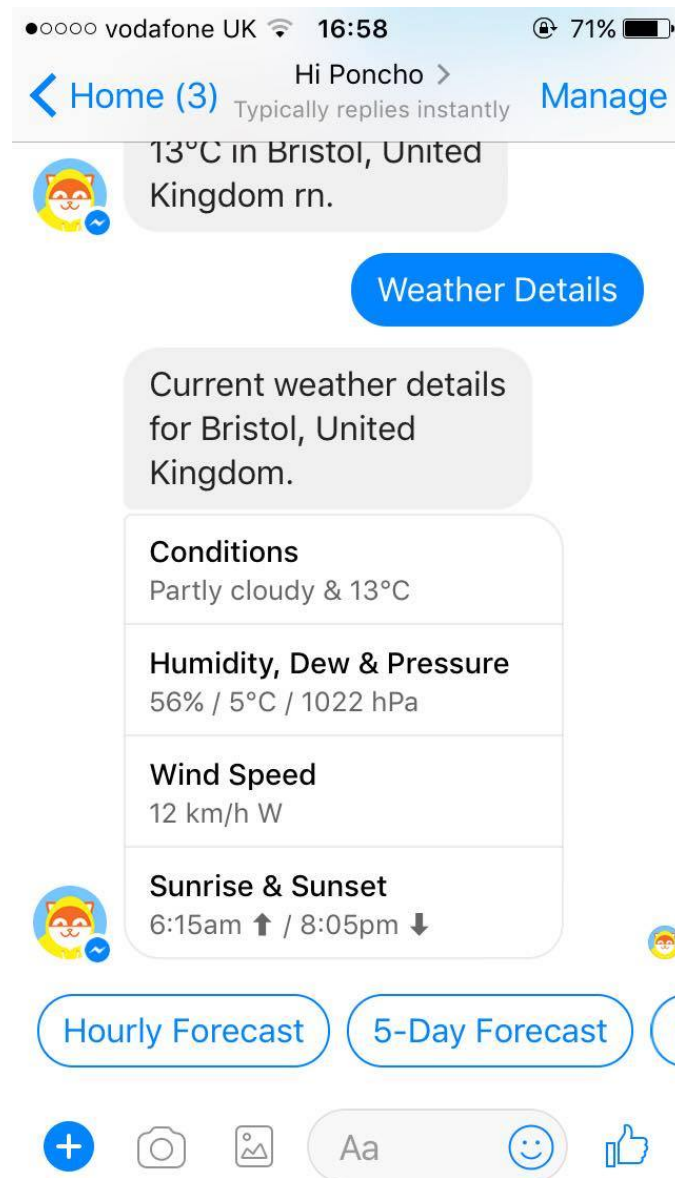 vodafone UK 16:58 71%
Home (3) Hi Poncho > Manage
Typically replies instantly
13°C in Bristol, United
Kingdom rn.
Weather Details
Current weather details
for Bristol, United
Kingdom.
Conditions
Partly cloudy & 13°C
Humidity, Dew & Pressure
56% / 5°C / 1022 hPa
Wind Speed
12 km/h W
Sunrise & Sunset
6:15am ⬆ / 8:05pm ⬇
Hourly Forecast 5-Day Forecast
Aa